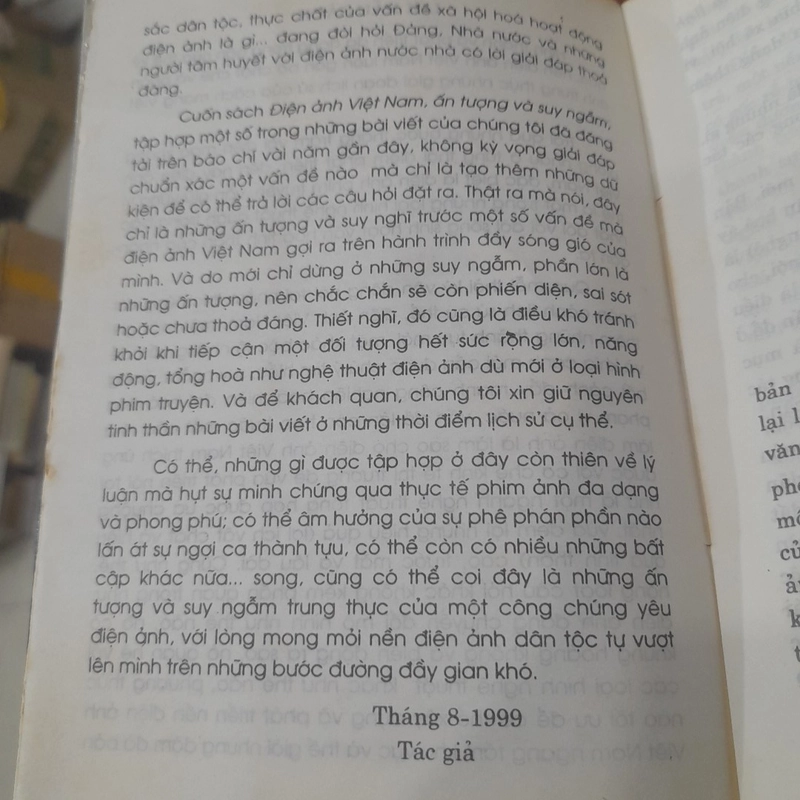 sắc dân tộc, thực chất của vấn đề xã hội hoá hoạt động
điện ảnh là gì... đang đòi hỏi Đảng, Nhà nước và những
người tâm huyết với điện ảnh nước nhà có lời giải đáp thoả
đáng.
Cuốn sách Điện ảnh Việt Nam, ấn tượng và suy ngẫm,
tập hợp một số trong những bài viết của chúng tôi đã đăng
tải trên báo chí vài năm gần đây, không kỳ vọng giải đáp
chuẩn xác một vấn đề nào mà chỉ là tạo thêm những dữ
kiện để có thể trả lời các câu hỏi đặt ra. Thật ra mà nói, đây
chỉ là những ấn tượng và suy nghĩ trước một số vấn đề mà
điện ảnh Việt Nam gợi ra trên hành trình đầy sóng gió của
mình. Và do mới chỉ dừng ở những suy ngẫm, phần lớn là
những ấn tượng, nên chắc chắn sẽ còn phiến diện, sai sót
hoặc chưa thoả đáng. Thiết nghĩ, đó cũng là điều khó tránh
khỏi khi tiếp cận một đối tượng hết sức rộng lớn, năng
động, tổng hoà như nghệ thuật điện ảnh dù mới ở loại hình
phim truyện. Và để khách quan, chúng tôi xin giữ nguyên
tinh thần những bài viết ở những thời điểm lịch sử cụ thể.
Có thể, những gì được tập hợp ở đây còn thiên về lý
luận mà hụt sự minh chứng qua thực tế phim ảnh đa dạng
và phong phú; có thể âm hưởng của sự phê phán phần nào
lấn át sự ngợi ca thành tựu, có thể còn có nhiều những bất
cập khác nữa... song, cũng có thể coi đây là những ấn
tượng và suy ngẫm trung thực của một công chúng yêu
điện ảnh, với lòng mong mỏi nền điện ảnh dân tộc tự vượt
lên mình trên những bước đường đầy gian khó.
Tháng 8-1999
Tác giả
bản
lại l
văn